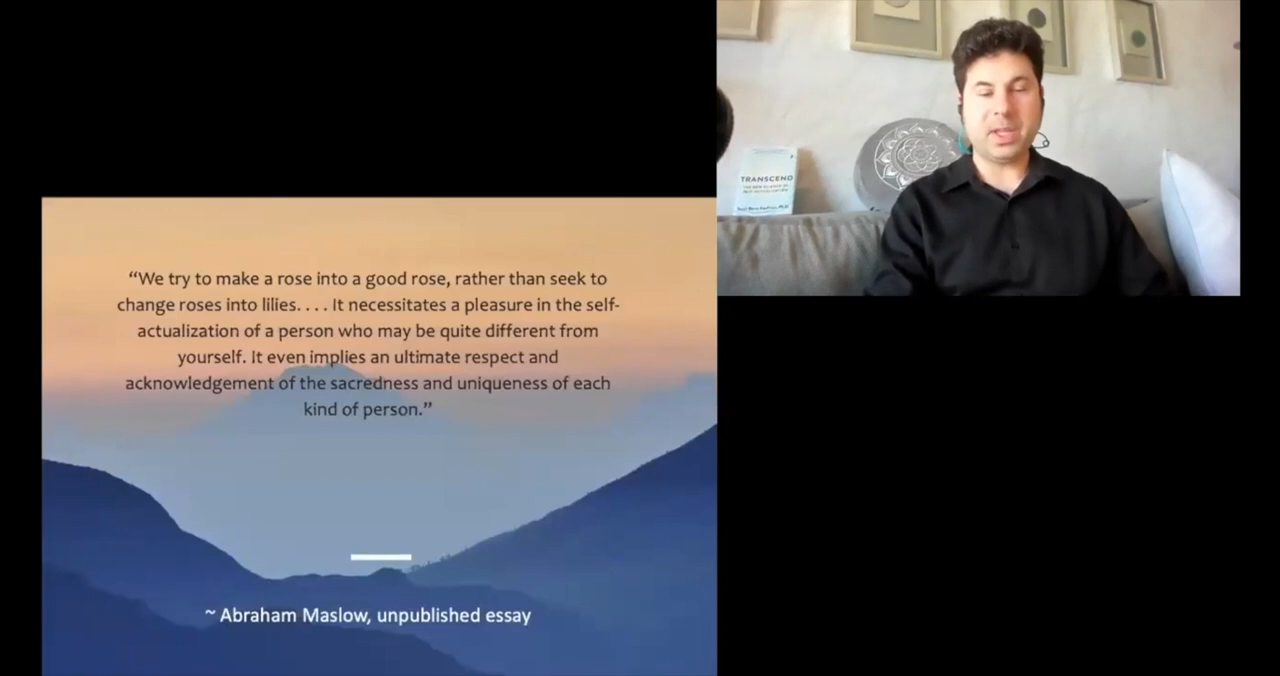 “We try to make a rose into a good rose, rather than seek to
change roses into lilies. . . . It necessitates a pleasure in the self-
actualization of a person who may be quite different from
yourself. It even implies an ultimate respect and
acknowledgement of the sacredness and uniqueness of each
kind of person.”
~ Abraham Maslow, unpublished essay
TRANSCEND